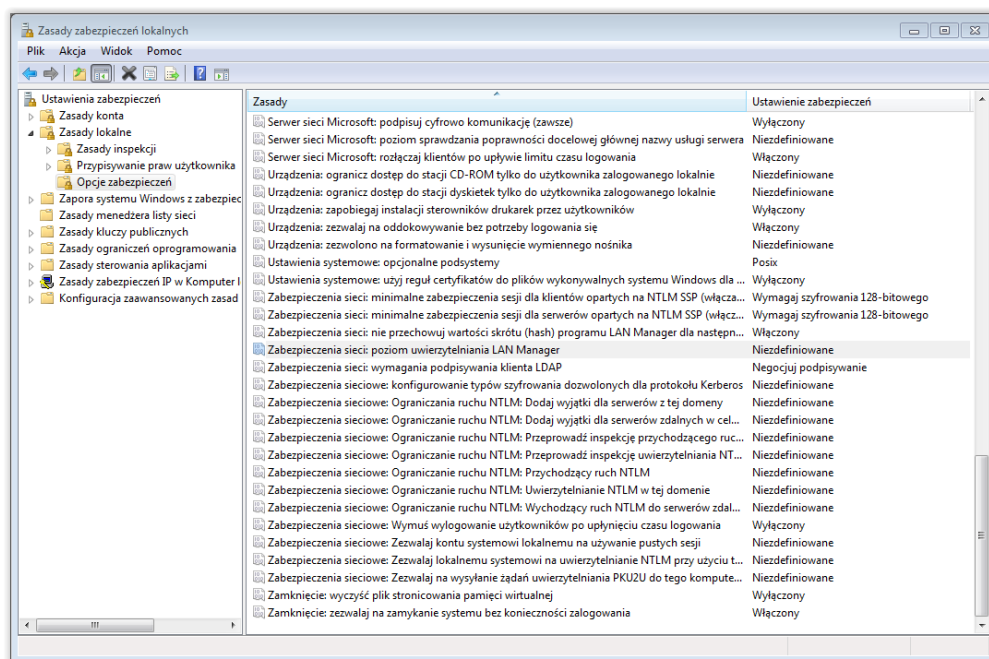 Zasady zabezpieczeń lokalnych
Plik Akcja Widok Pomoc
Ustawienia zabezpieczeń
Zasady konta
Zasady lokalne
Zasady inspekcji
Przypisywanie praw użytkownika
Opcje zabezpieczeń
Zapora systemu Windows z zabezpiec
Zasady menedżera listy sieci
Zasady kluczy publicznych
Zasady ograniczeń oprogramowania
Zasady sterowania aplikacjami
Zasady zabezpieczeń IP w Komputer l
Konfiguracja zaawansowanych zasad
Zasady Ustawienie zabezpieczeń
Serwer sieci Microsoft: podpisuj cyfrowo komunikację (zawsze) Wyłączony
Serwer sieci Microsoft: poziom sprawdzania poprawności docelowej głównej nazwy usługi serwera Niezdefiniowane
Serwer sieci Microsoft: rozłączaj klientów po upływie limitu czasu logowania Włączony
Urządzenia: ogranicz dostęp do stacji CD-ROM tylko do użytkownika zalogowanego lokalnie Niezdefiniowane
Urządzenia: ogranicz dostęp do stacji dyskietek tylko do użytkownika zalogowanego lokalnie Niezdefiniowane
Urządzenia: zapobiegaj instalacji sterowników drukarek przez użytkowników Wyłączony
Urządzenia: zezwalaj na oddokowywanie bez potrzeby logowania się Włączony
Urządzenia: zezwolono na formatowanie i wysunięcie wymiennego nośnika Niezdefiniowane
Ustawienia systemowe: opcjonalne podsystemy Posix
Ustawienia systemowe: użyj reguł certyfikatów do plików wykonywalnych systemu Windows dla ... Wyłączony
Zabezpieczenia sieci: minimalne zabezpieczenia sesji dla klientów opartych na NTLM SSP (włącza... Wymagaj szyfrowania 128-bitowego
Zabezpieczenia sieci: minimalne zabezpieczenia sesji dla serwerów opartych na NTLM SSP (włącz... Wymagaj szyfrowania 128-bitowego
Zabezpieczenia sieci: nie przechowuj wartości skrótu (hash) programu LAN Manager dla następn... Włączony
Zabezpieczenia sieci: poziom uwierzytelniania LAN Manager Niezdefiniowane
Zabezpieczenia sieci: wymagania podpisywania klienta LDAP Negocjuj podpisywanie
Zabezpieczenia sieciowe: konfigurowanie typów szyfrowania dozwolonych dla protokołu Kerberos Niezdefiniowane
Zabezpieczenia sieciowe: Ograniczanie ruchu NTLM: Dodaj wyjątki dla serwerów z tej domeny Niezdefiniowane
Zabezpieczenia sieciowe: Ograniczanie ruchu NTLM: Dodaj wyjątki dla serwerów zdalnych w cel... Niezdefiniowane
Zabezpieczenia sieciowe: Ograniczanie ruchu NTLM: Przeprowadź inspekcję przychodzącego ruc... Niezdefiniowane
Zabezpieczenia sieciowe: Ograniczanie ruchu NTLM: Przeprowadź inspekcję uwierzytelniania NT... Niezdefiniowane
Zabezpieczenia sieciowe: Ograniczanie ruchu NTLM: Przychodzący ruch NTLM Niezdefiniowane
Zabezpieczenia sieciowe: Ograniczanie ruchu NTLM: Uwierzytelnianie NTLM w tej domenie Niezdefiniowane
Zabezpieczenia sieciowe: Ograniczanie ruchu NTLM: Wychodzący ruch NTLM do serwerów zdal... Niezdefiniowane
Zabezpieczenia sieciowe: Wymuś wylogowanie użytkowników po upłynięciu czasu logowania Wyłączony
Zabezpieczenia sieciowe: Zezwalaj kontu systemowi lokalnemu na używanie pustych sesji Niezdefiniowane
Zabezpieczenia sieciowe: Zezwalaj lokalnemu systemowi na uwierzytelnianie NTLM przy użyciu t... Niezdefiniowane
Zabezpieczenia sieciowe: Zezwalaj na wysyłanie żądań uwierzytelniania PKU2U do tego kompute... Niezdefiniowane
Zamknięcie: wyczyść plik stronicowania pamięci wirtualnej Wyłączony
Zamknięcie: zezwalaj na zamykanie systemu bez konieczności zalogowania Włączony